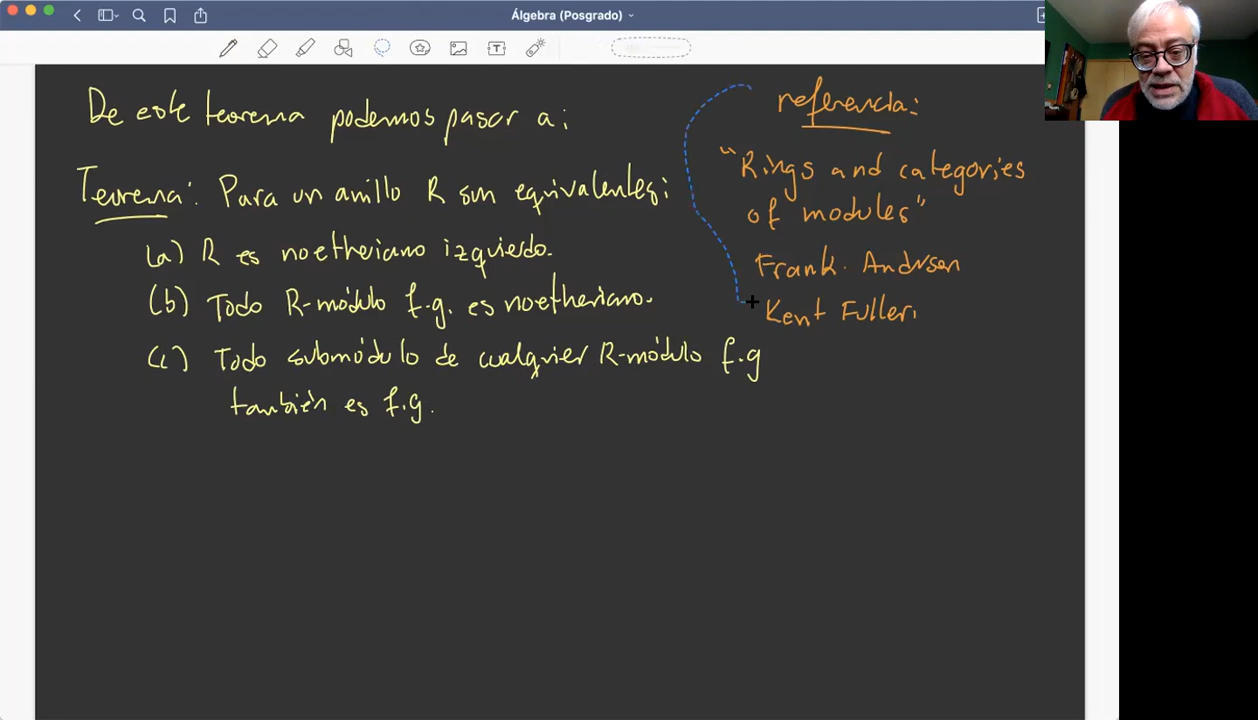 Álgebra (Posgrado)
De este teorema podemos pasar a:
Teorema: Para un anillo R son equivalentes:
(a) R es noetheriano izquierdo.
(b) Todo R-módulo f.g. es noetheriano.
(c) Todo submódulo de cualquier R-módulo f.g
también es f.g.
referencia:
"Rings and categories
of modules"
Frank. Anderson
Kent Fuller.